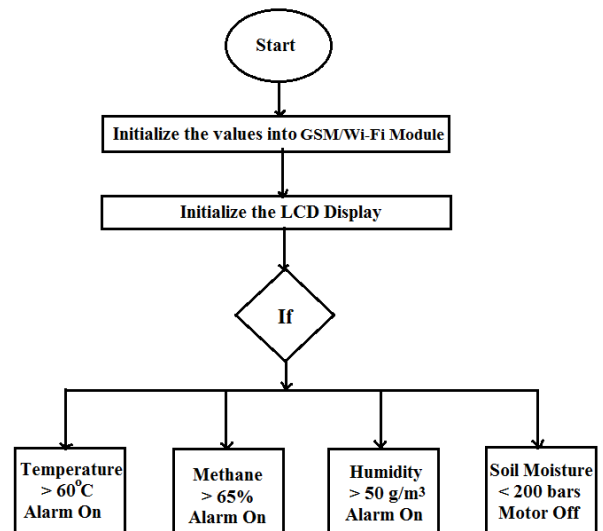 Start
Initialize the values into GSM/Wi-Fi Module
Initialize the LCD Display
If
Temperature
> 60°C
Alarm On
Methane
> 65%
Alarm On
Humidity
> 50 g/m³
Alarm On
Soil Moisture
< 200 bars
Motor Off